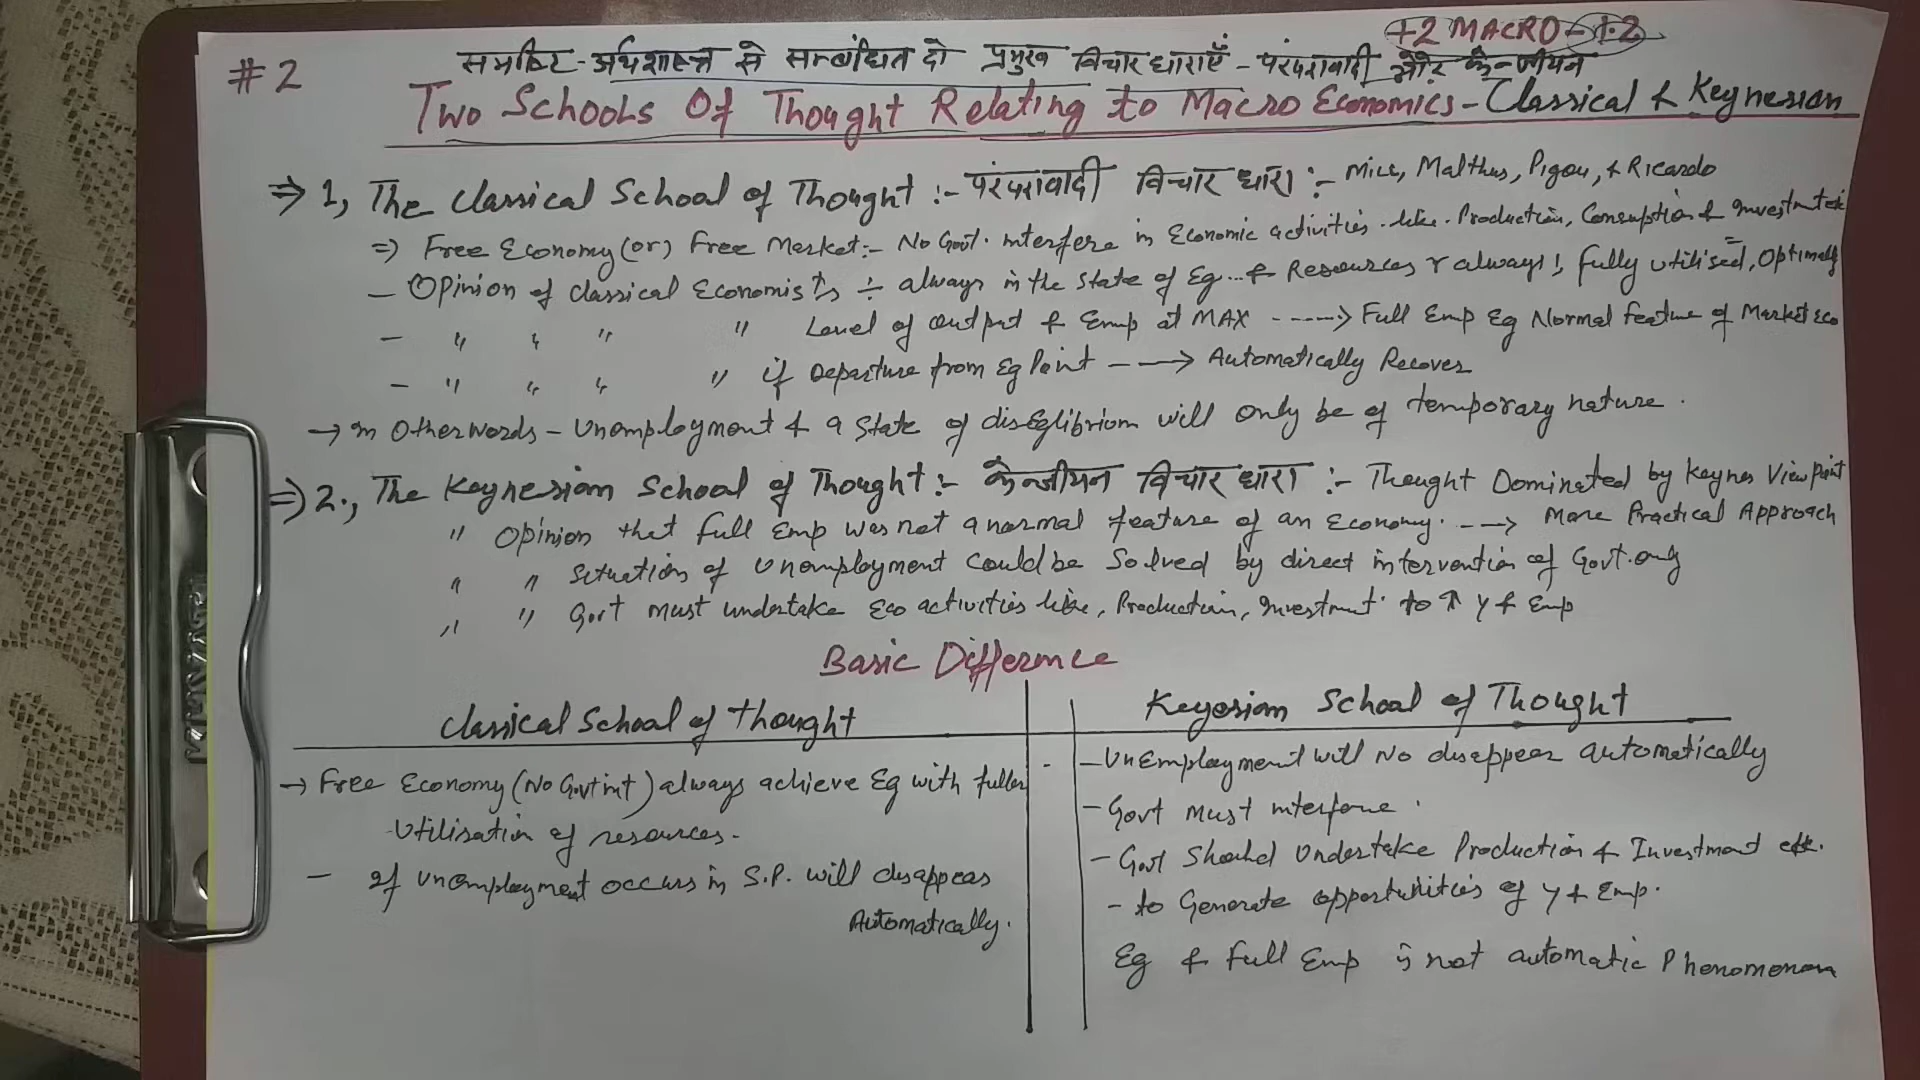 +2 MACRO - 1.2
# 2
समष्टि-अर्थशास्त्र से सम्बंधित दो प्रमुख विचारधाराएँ - परंपरावादी और केन्जीयन
Two Schools Of Thought Relating to Macro Economics - Classical & Keynesian
⇒ 1, The Classical School of Thought :- परंपरावादी विचारधारा :- Mill, Malthus, Pigou, & Ricardo
⇒ Free Economy (or) Free Market :- No Govt. interfere in Economic activities like Production, Consuption & Investment
- Opinion of Classical Economists ÷ always in the State of Eq... & Resources r always! fully utilised, Optimally
- " " " " Level of output & Emp at MAX -----> Full Emp Eq Normal feature of Market Eco
- " " " " if Departure from Eq Point ---> Automatically Recover
→ In Other words - Unemployment & a State of disEqlibrium will only be of temporary nature.
⇒ 2., The Keynesian School of Thought :- केन्जीयन विचारधारा :- Thought Dominated by Keynes View point
" Opinion that full Emp was not a normal feature of an Economy. ---> More Practical Approach
" " Situation of Unemployment Could be Solved by direct intervention of Govt. only
" " Govt must undertake Eco activities like, Production, Investment to ↑ Y & Emp
Basic Difference
Classical School of thought
Keyesian School of Thought
→ Free Economy (No Govt int) always achieve Eq with fuller
Utilisation of resources.
- If Unemployment occurs in S.P. will disappear
Automatically.
- UnEmployment will No disappear automatically
- Govt Must interfere.
- Govt Should Undertake Production & Investment etc.
- to Generate opportunities of Y & Emp.
Eq & full Emp is not automatic Phenomenon